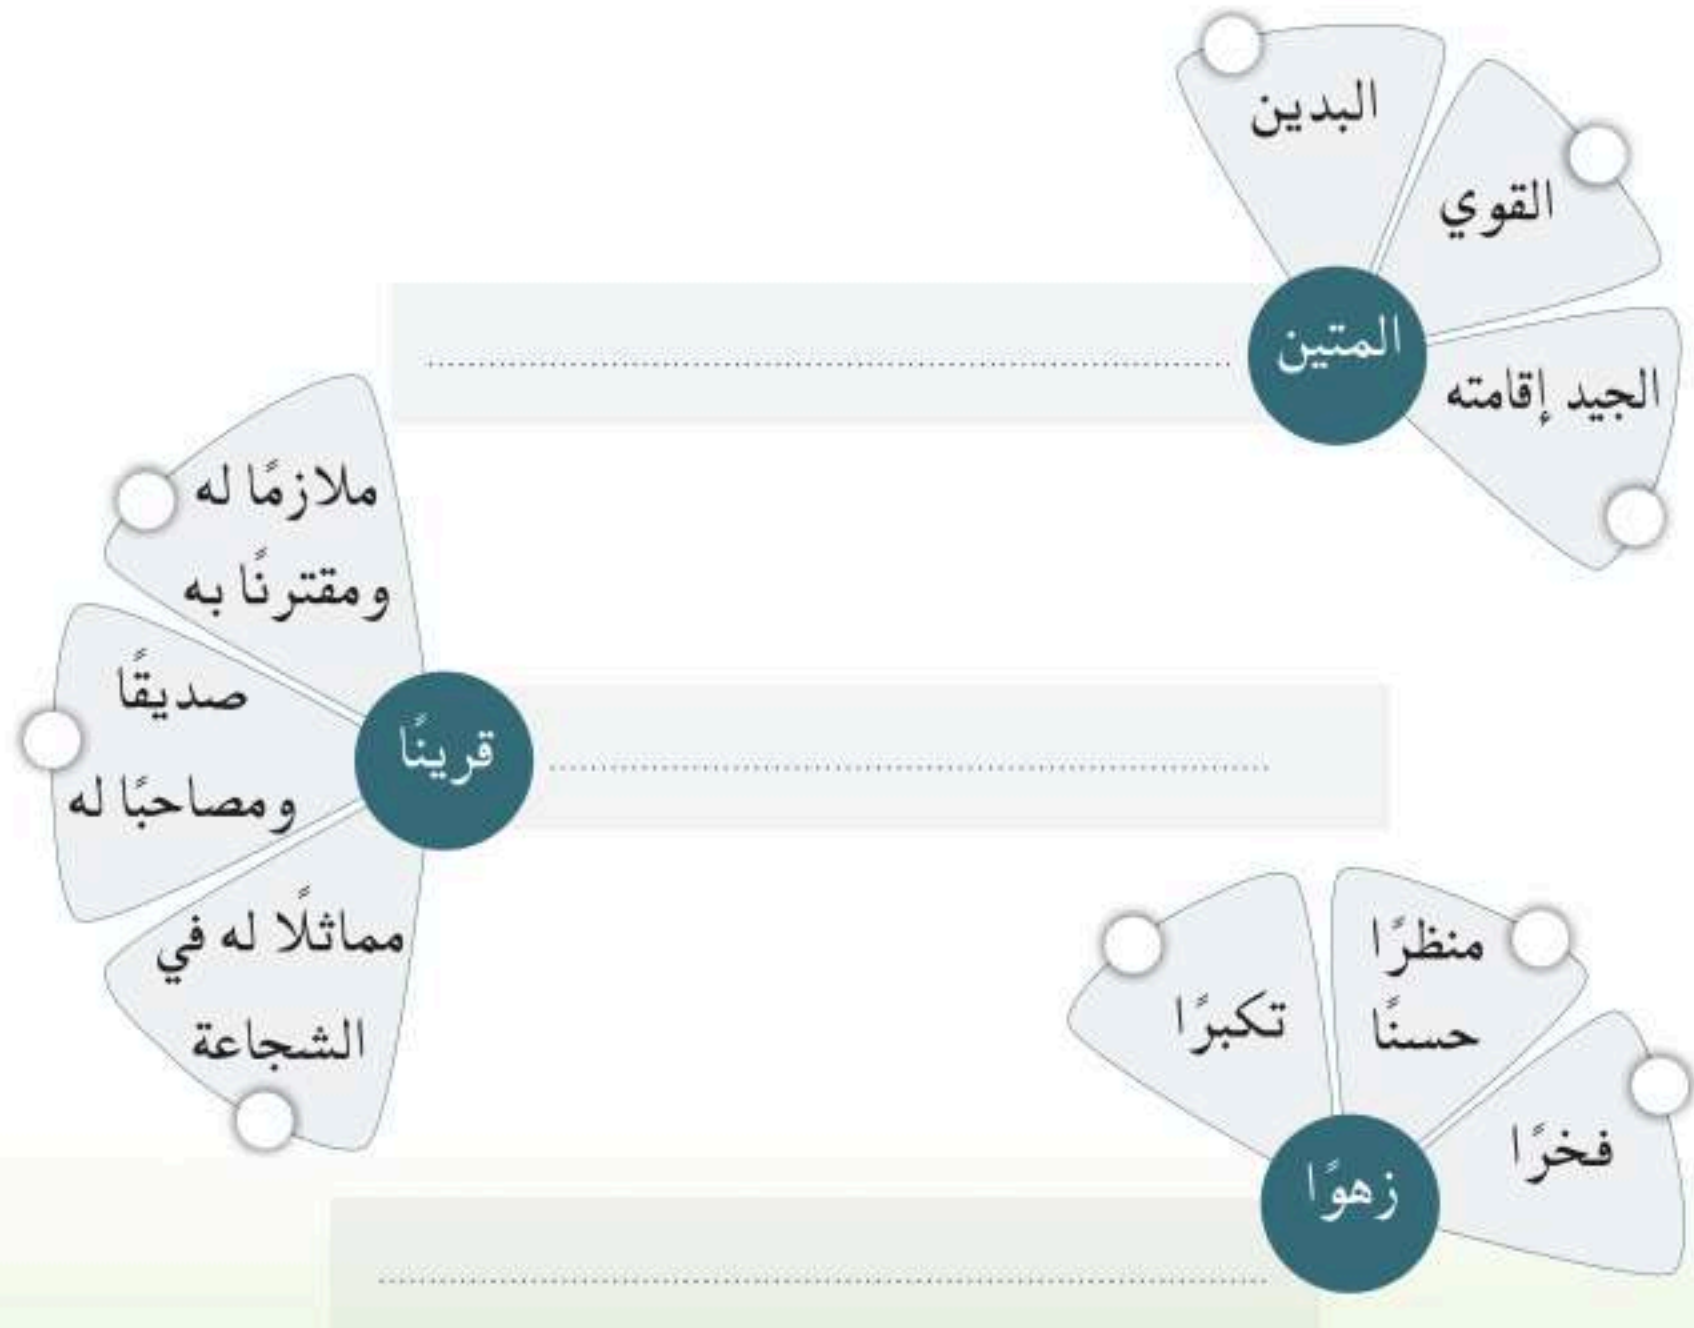 البدين
القوي
المتين
الجيد إقامته
ملازمًا له
ومقترنًا به
صديقًا
ومصاحبًا له
قرينًا
مماثلًا له في
الشجاعة
تكبرًا
منظرًا
حسنًا
فخرًا
زهوًا